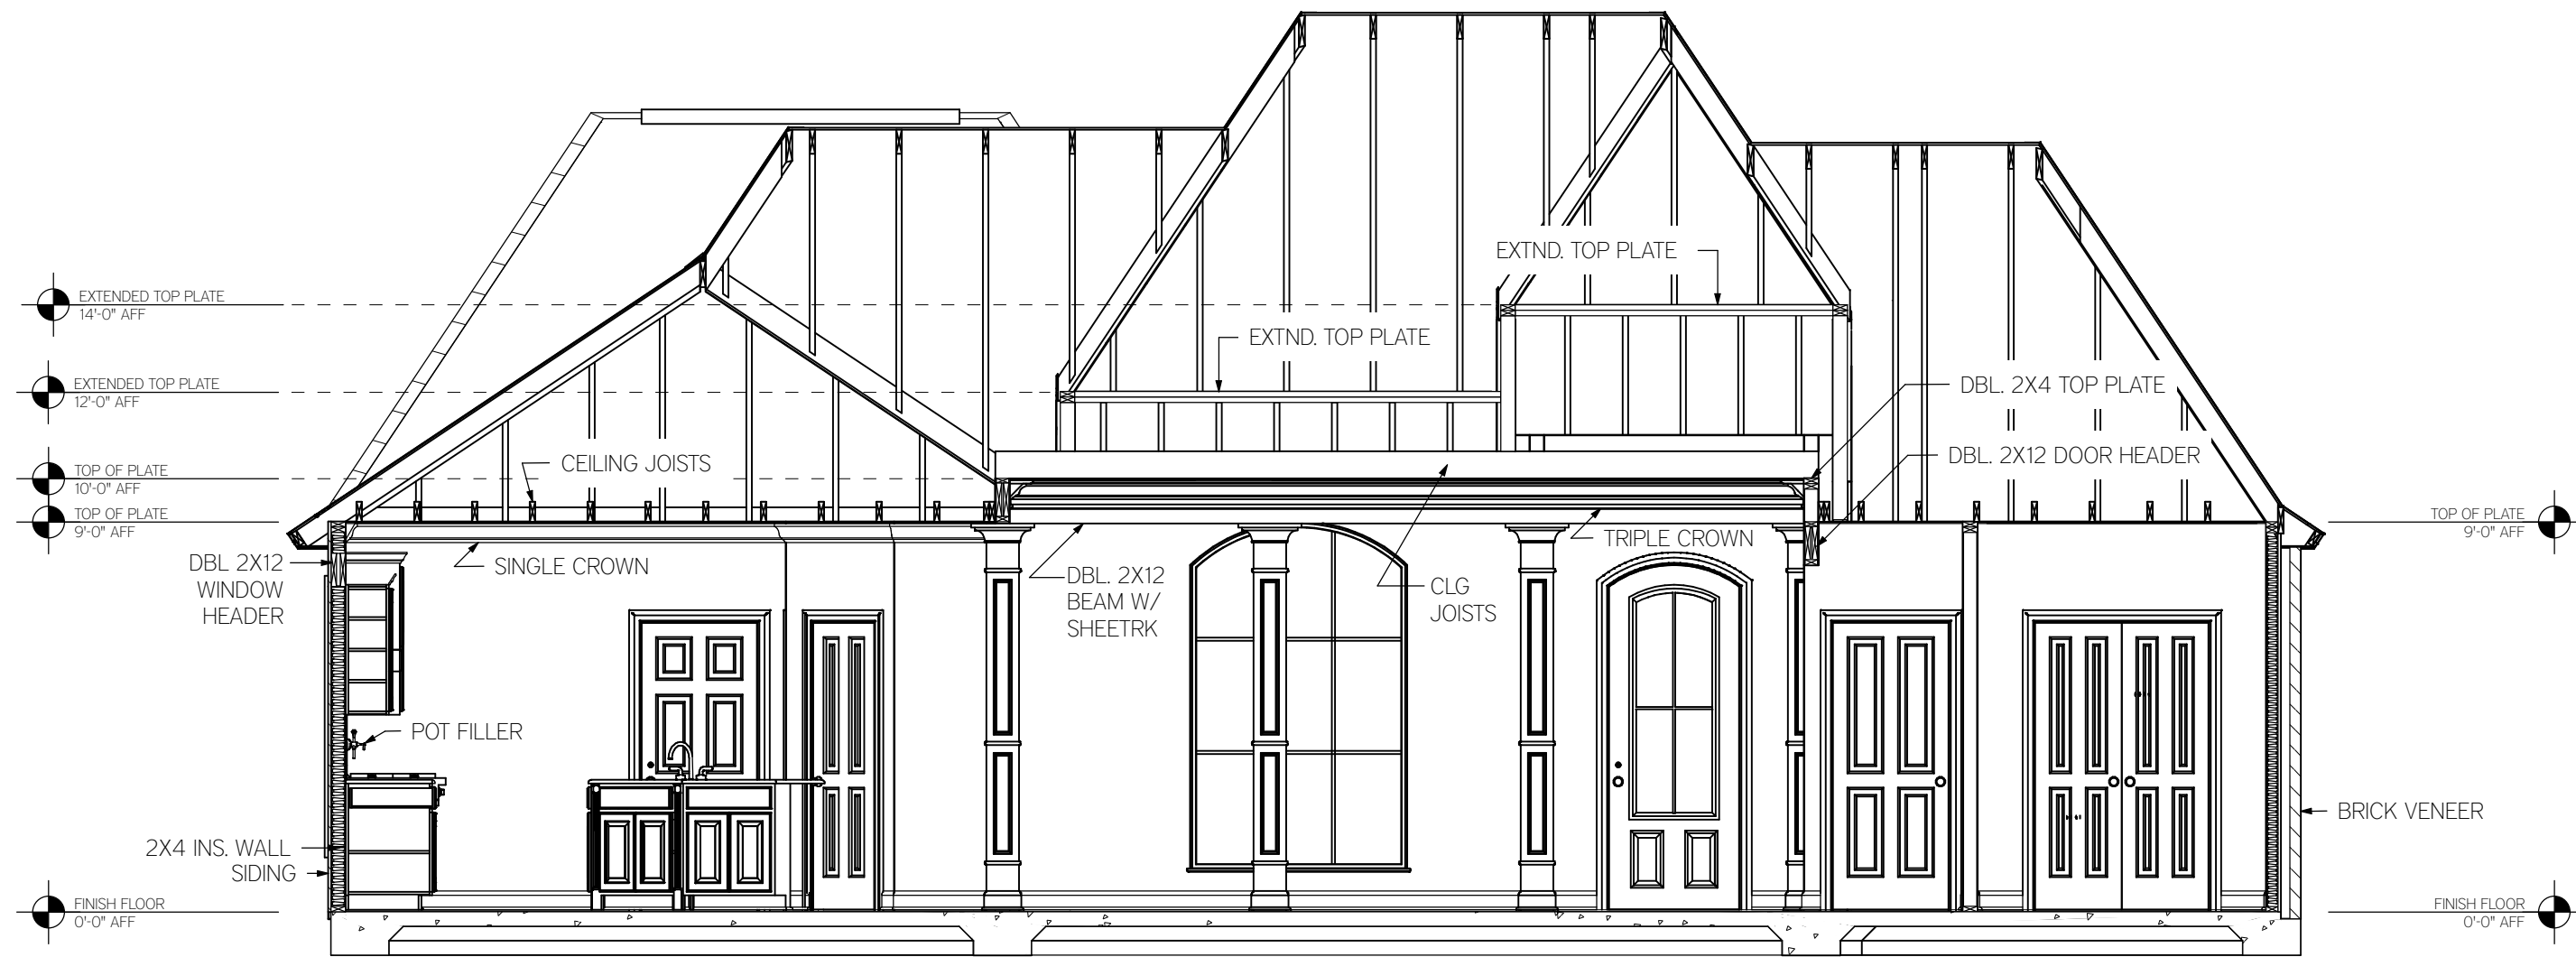 EXTND. TOP PLATE
EXTENDED TOP PLATE
14'-0" AFF
EXTND. TOP PLATE
EXTENDED TOP PLATE
12'-0" AFF
DBL. 2X4 TOP PLATE
DBL. 2X12 DOOR HEADER
CEILING JOISTS
TOP OF PLATE
10'-0" AFF
TOP OF PLATE
9'-0" AFF
TOP OF PLATE
9'-0" AFF
DBL 2X12
WINDOW
HEADER
SINGLE CROWN
DBL. 2X12
BEAM W/
SHEETRK
CLG
JOISTS
TRIPLE CROWN
POT FILLER
BRICK VENEER
2X4 INS. WALL
SIDING
FINISH FLOOR
0'-0" AFF
FINISH FLOOR
0'-0" AFF